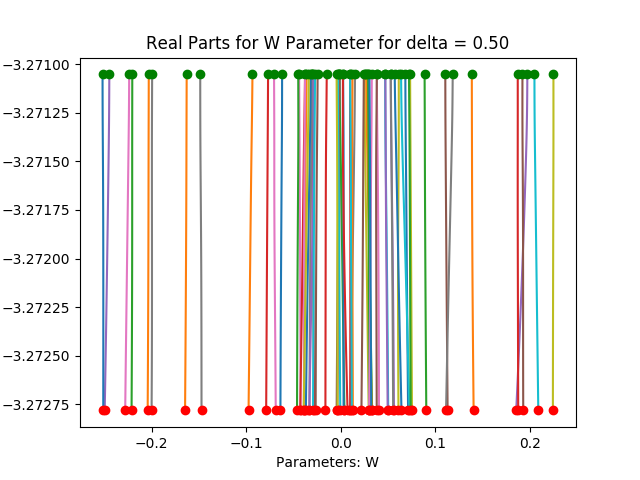 Real Parts for W Parameter for delta = 0.50
−3.27100
−3.27125
−3.27150
−3.27175
−3.27200
−3.27225
−3.27250
−3.27275
−0.2 −0.1 0.0 0.1 0.2
Parameters: W